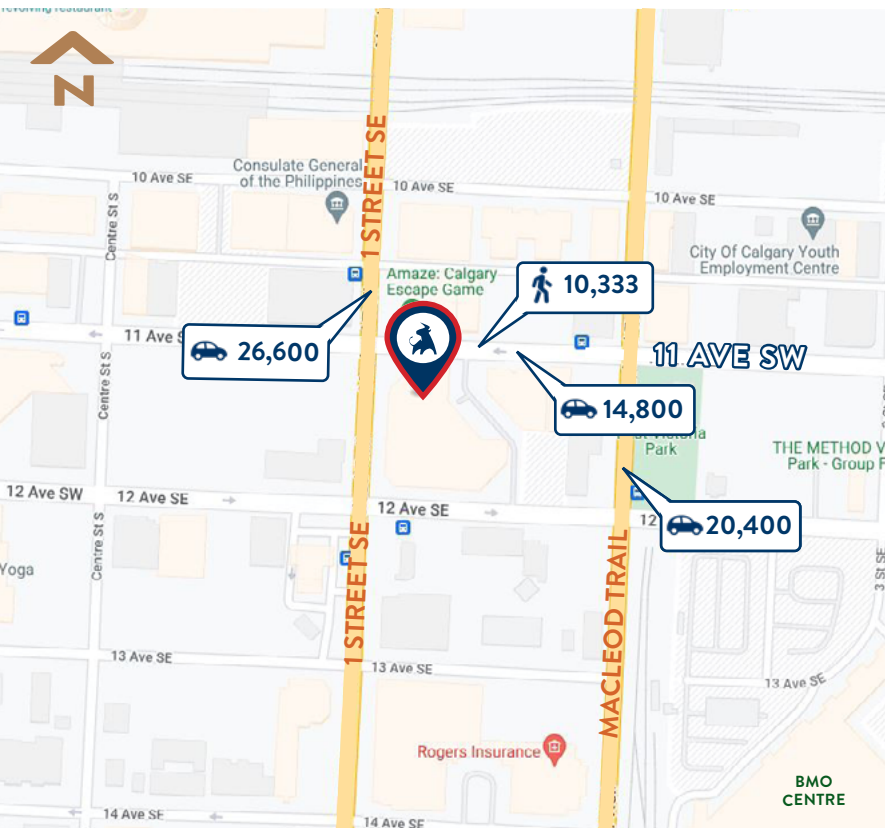 revolving restaurant
N
1 STREET SE
Consulate General
of the Philippines
10 Ave SE
10 Ave SE
10 Ave SE
Centre St S
City Of Calgary Youth
Employment Centre
Amaze: Calgary
Escape Game
10,333
11 Ave S
26,600
11 AVE SW
14,800
Centre St S
Park
THE METHOD V
Park - Group F
12 Ave SW
12 Ave SE
12 Ave SE
12
20,400
Centre St S
1 STREET SE
MACLEOD TRAIL
3 St SE
Yoga
13 Ave SE
13 Ave SE
13 Ave SE
Rogers Insurance
BMO
CENTRE
14 Ave SE
14 Ave SE